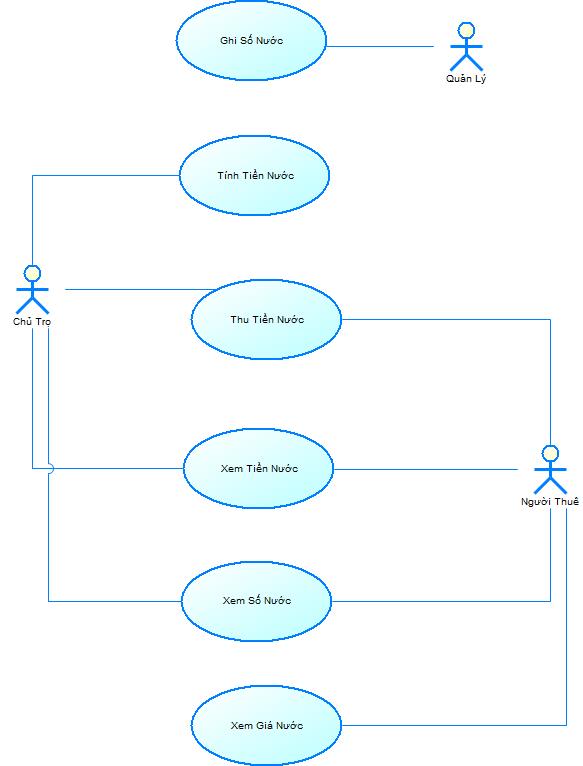 Ghi Số Nước
Quản Lý
Tính Tiền Nước
Chủ Trọ
Thu Tiền Nước
Xem Tiền Nước
Người Thuê
Xem Số Nước
Xem Giá Nước